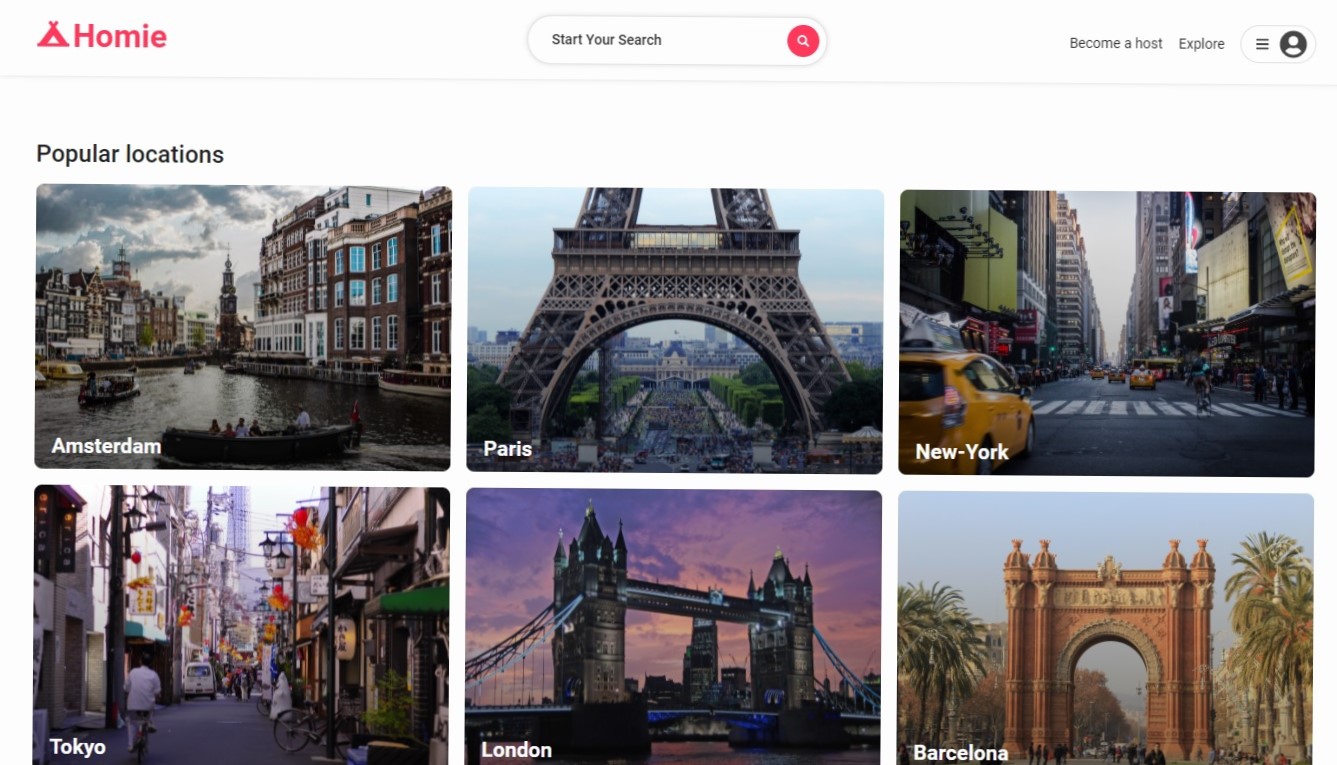 Homie
Start Your Search
Become a host
Explore
Popular locations
Amsterdam
Paris
New-York
Tokyo
London
Barcelona